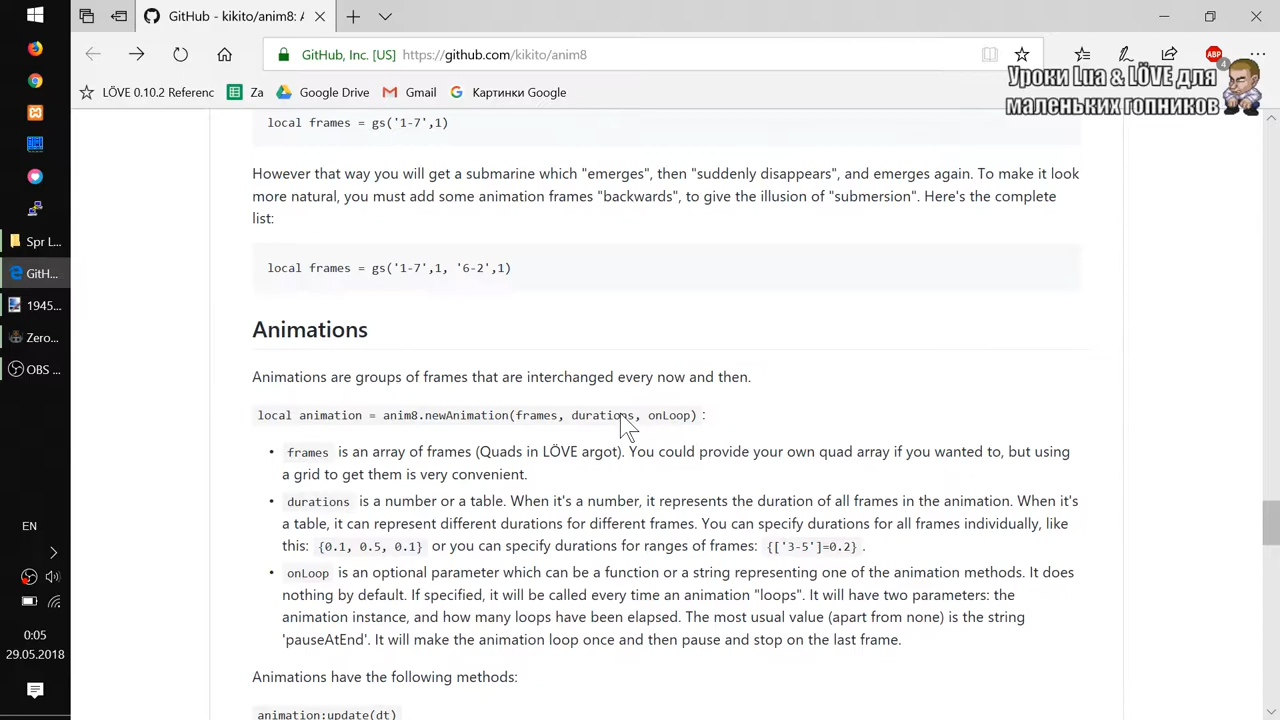 GitHub - kikito/anim8: A
GitHub, Inc. [US] https://github.com/kikito/anim8
ABP
4
Уроки Lua & LÖVE для
маленьких гопников
LÖVE 0.10.2 Referenc
Za
Google Drive
Gmail
Картинки Google
local frames = gs('1-7',1)
However that way you will get a submarine which "emerges", then "suddenly disappears", and emerges again. To make it look
more natural, you must add some animation frames "backwards", to give the illusion of "submersion". Here's the complete
list:
local frames = gs('1-7',1, '6-2',1)
Animations
Animations are groups of frames that are interchanged every now and then.
local animation = anim8.newAnimation(frames, durations, onLoop) :
• frames is an array of frames (Quads in LÖVE argot). You could provide your own quad array if you wanted to, but using
a grid to get them is very convenient.
• durations is a number or a table. When it's a number, it represents the duration of all frames in the animation. When it's
a table, it can represent different durations for different frames. You can specify durations for all frames individually, like
this: {0.1, 0.5, 0.1} or you can specify durations for ranges of frames: {['3-5']=0.2} .
• onLoop is an optional parameter which can be a function or a string representing one of the animation methods. It does
nothing by default. If specified, it will be called every time an animation "loops". It will have two parameters: the
animation instance, and how many loops have been elapsed. The most usual value (apart from none) is the string
'pauseAtEnd'. It will make the animation loop once and then pause and stop on the last frame.
Animations have the following methods:
animation:update(dt)
Spr L...
GitH...
1945...
Zero...
OBS ...
EN
0:05
29.05.2018